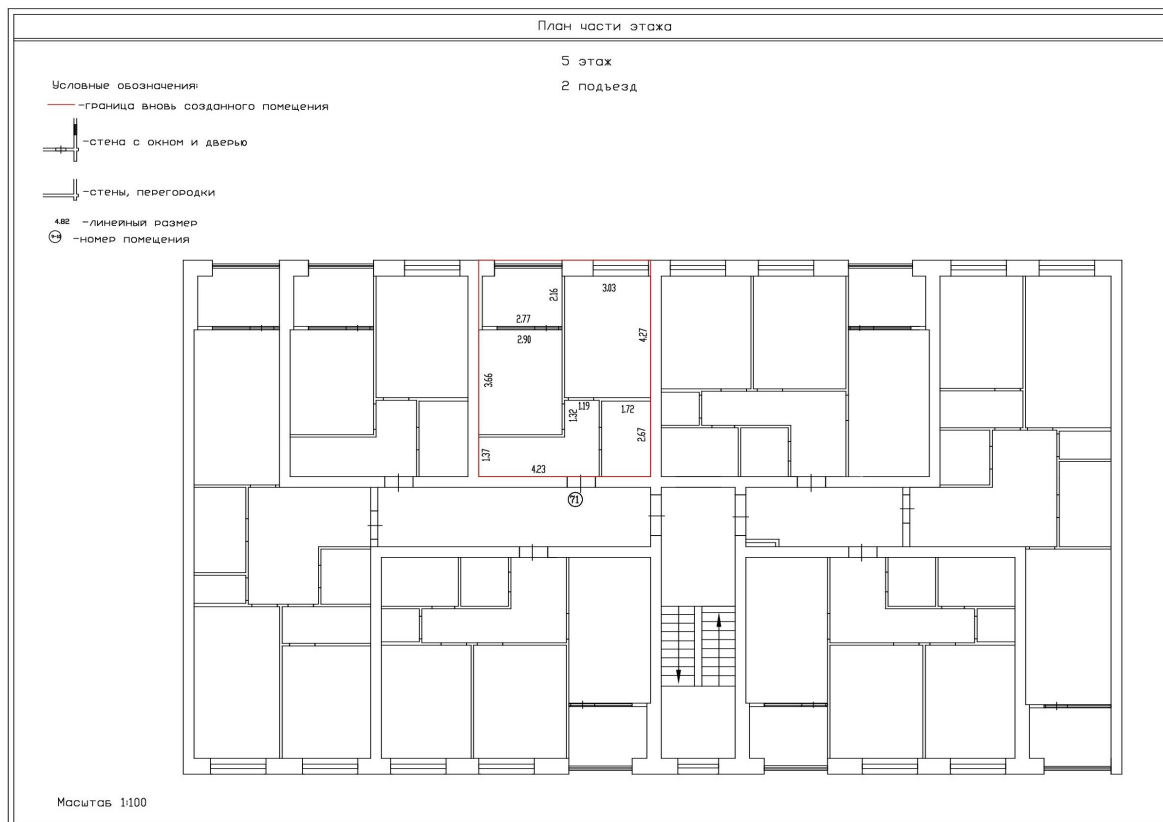 План части этажа
5 этаж
2 подъезд
Условные обозначения:
-граница вновь созданного помещения
-стена с окном и дверью
-стены, перегородки
4.82 -линейный размер
-номер помещения
2.16
3.03
2.77
2.90
4.27
3.66
1.19
1.72
1.32
2.67
1.37
4.23
71
Масштаб 1:100